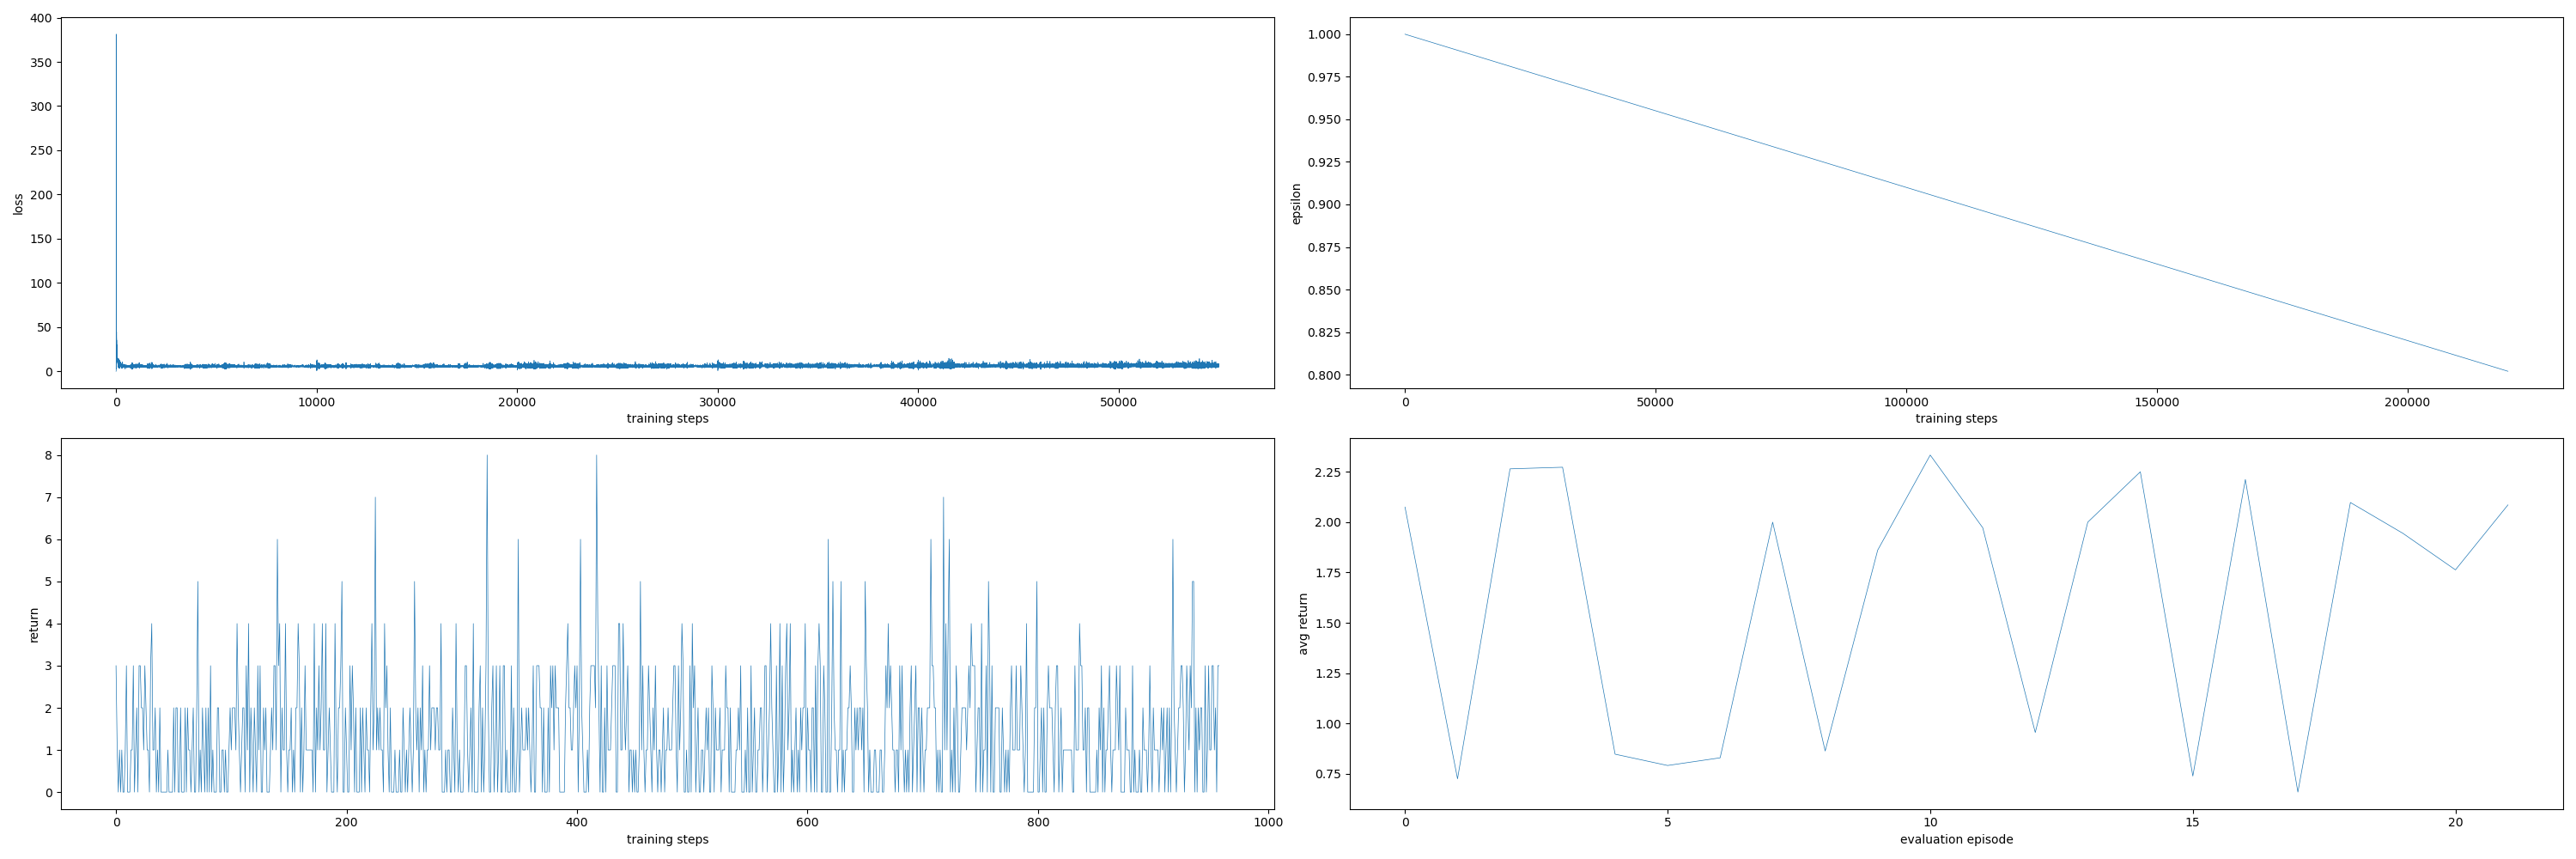 400
350
300
250
200
150
100
50
0
loss
0 10000 20000 30000 40000 50000
training steps
1.000
0.975
0.950
0.925
0.900
0.875
0.850
0.825
0.800
epsilon
0 50000 100000 150000 200000
training steps
8
7
6
5
4
3
2
1
0
return
0 200 400 600 800 1000
training steps
2.25
2.00
1.75
1.50
1.25
1.00
0.75
avg return
0 5 10 15 20
evaluation episode